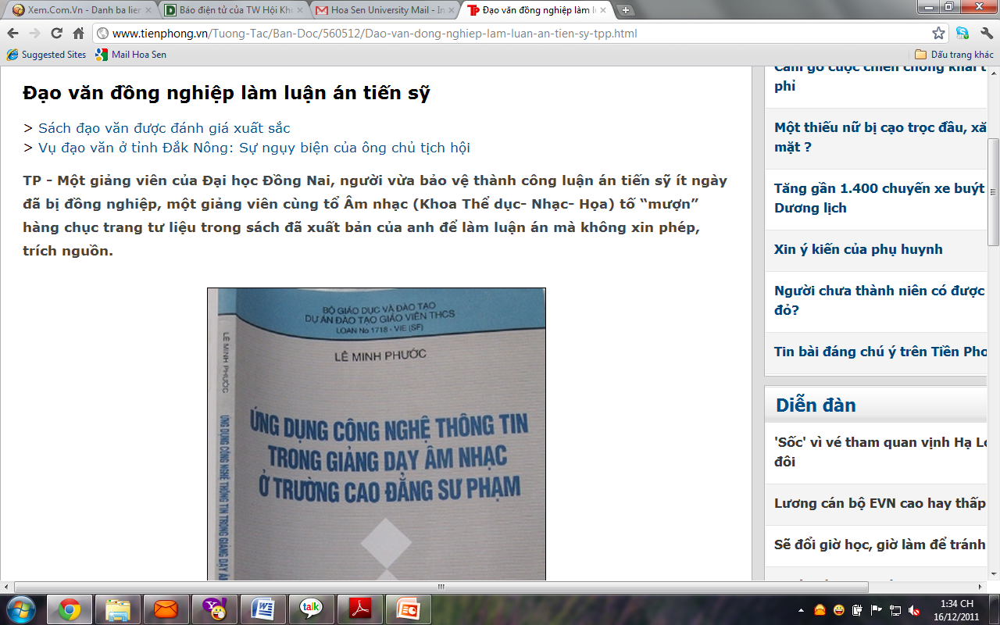 Xem.Com.Vn - Danh ba lien
Báo điện tử của TW Hội Khu
Hoa Sen University Mail - In
Đạo văn đồng nghiệp làm lu
www.tienphong.vn/Tuong-Tac/Ban-Doc/560512/Dao-van-dong-nghiep-lam-luan-an-tien-sy-tpp.html
Suggested Sites
Mail Hoa Sen
Dấu trang khác
Đạo văn đồng nghiệp làm luận án tiến sỹ
> Sách đạo văn được đánh giá xuất sắc
> Vụ đạo văn ở tỉnh Đắk Nông: Sự ngụy biện của ông chủ tịch hội
TP - Một giảng viên của Đại học Đồng Nai, người vừa bảo vệ thành công luận án tiến sỹ ít ngày
đã bị đồng nghiệp, một giảng viên cùng tổ Âm nhạc (Khoa Thể dục- Nhạc- Họa) tố “mượn”
hàng chục trang tư liệu trong sách đã xuất bản của anh để làm luận án mà không xin phép,
trích nguồn.
BỘ GIÁO DỤC VÀ ĐÀO TẠO
DỰ ÁN ĐÀO TẠO GIÁO VIÊN THCS
LOAN No 1718 - VIE (SF)
LÊ MINH PHƯỚC
ỨNG DỤNG CÔNG NGHỆ THÔNG TIN
TRONG GIẢNG DẠY ÂM NHẠC
Ở TRƯỜNG CAO ĐẲNG SƯ PHẠM
LÊ MINH PHƯỚC
ỨNG DỤNG CÔNG NGHỆ THÔNG TIN TRONG GIẢNG DẠY ÂM
Cam go cuộc chiến chống khai t
phỉ
Một thiếu nữ bị cạo trọc đầu, xă
mặt ?
Tăng gần 1.400 chuyến xe buýt
Dương lịch
Xin ý kiến của phụ huynh
Người chưa thành niên có được
đỏ?
Tin bài đáng chú ý trên Tiền Pho
Diễn đàn
'Sốc' vì vé tham quan vịnh Hạ Lo
đôi
Lương cán bộ EVN cao hay thấp
Sẽ đổi giờ học, giờ làm để tránh
talk
1:34 CH
16/12/2011